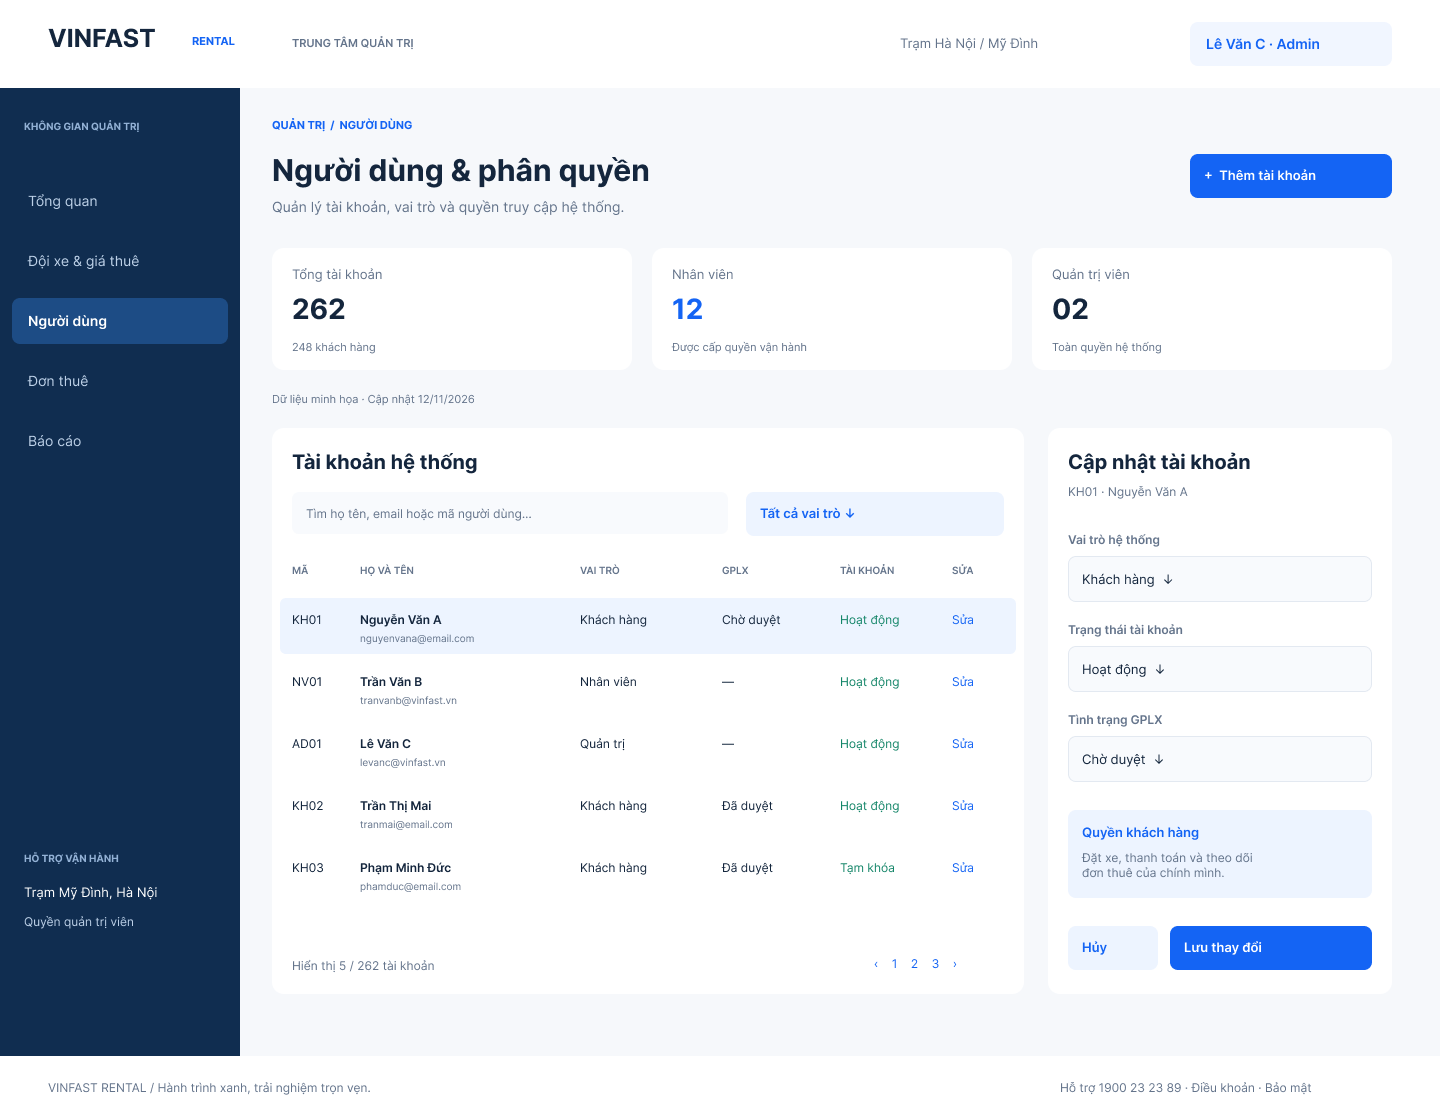 VINFAST RENTAL TRUNG TÂM QUẢN TRỊ Trạm Hà Nội / Mỹ Đình Lê Văn C · Admin
KHÔNG GIAN QUẢN TRỊ
Tổng quan
Đội xe & giá thuê
Người dùng
Đơn thuê
Báo cáo
HỖ TRỢ VẬN HÀNH
Trạm Mỹ Đình, Hà Nội
Quyền quản trị viên
QUẢN TRỊ / NGƯỜI DÙNG
Người dùng & phân quyền
Quản lý tài khoản, vai trò và quyền truy cập hệ thống.
+ Thêm tài khoản
Tổng tài khoản
262
248 khách hàng
Nhân viên
12
Được cấp quyền vận hành
Quản trị viên
02
Toàn quyền hệ thống
Dữ liệu minh họa · Cập nhật 12/11/2026
Tài khoản hệ thống
Tìm họ tên, email hoặc mã người dùng... Tất cả vai trò ↓
MÃ HỌ VÀ TÊN VAI TRÒ GPLX TÀI KHOẢN SỬA
KH01 Nguyễn Văn A Khách hàng Chờ duyệt Hoạt động Sửa
nguyenvana@email.com
NV01 Trần Văn B Nhân viên — Hoạt động Sửa
tranvanb@vinfast.vn
AD01 Lê Văn C Quản trị — Hoạt động Sửa
levanc@vinfast.vn
KH02 Trần Thị Mai Khách hàng Đã duyệt Hoạt động Sửa
tranmai@email.com
KH03 Phạm Minh Đức Khách hàng Đã duyệt Tạm khóa Sửa
phamduc@email.com
Hiển thị 5 / 262 tài khoản ‹ 1 2 3 ›
Cập nhật tài khoản
KH01 · Nguyễn Văn A
Vai trò hệ thống
Khách hàng ↓
Trạng thái tài khoản
Hoạt động ↓
Tình trạng GPLX
Chờ duyệt ↓
Quyền khách hàng
Đặt xe, thanh toán và theo dõi
đơn thuê của chính mình.
Hủy Lưu thay đổi
VINFAST RENTAL / Hành trình xanh, trải nghiệm trọn vẹn. Hỗ trợ 1900 23 23 89 · Điều khoản · Bảo mật